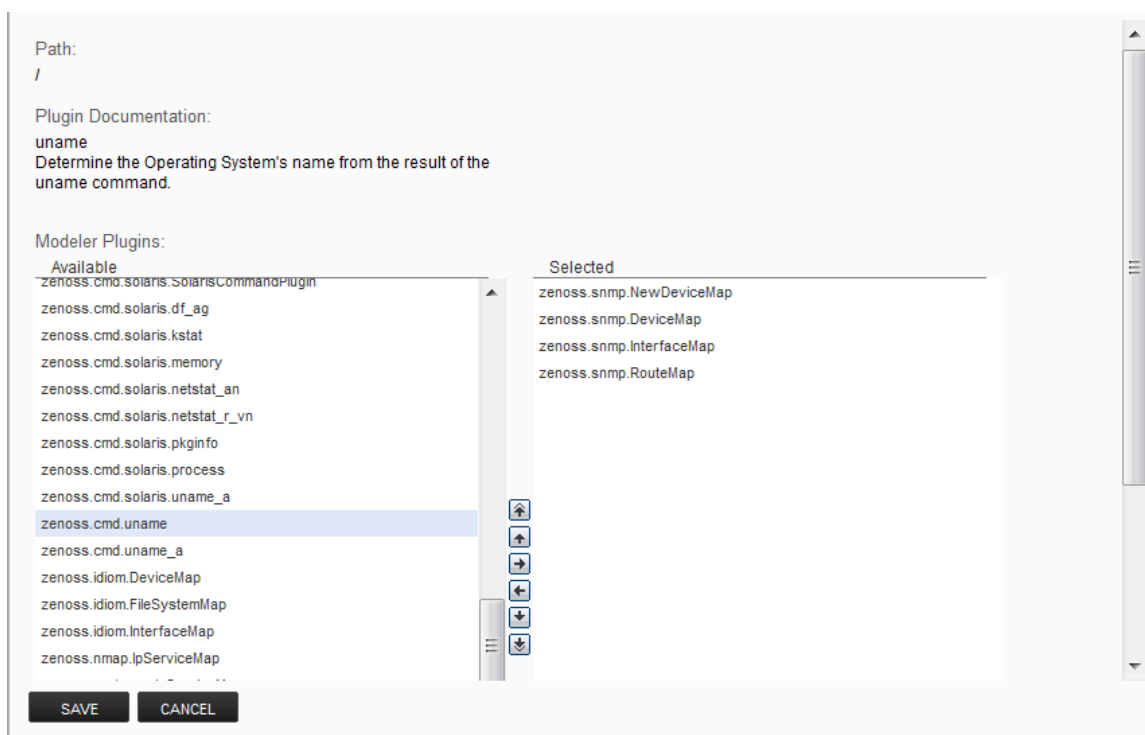 Path:
/
Plugin Documentation:
uname
Determine the Operating System's name from the result of the
uname command.
Modeler Plugins:
Available
zenoss.cmd.solaris.SolarisCommandPlugin
zenoss.cmd.solaris.df_ag
zenoss.cmd.solaris.kstat
zenoss.cmd.solaris.memory
zenoss.cmd.solaris.netstat_an
zenoss.cmd.solaris.netstat_r_vn
zenoss.cmd.solaris.pkginfo
zenoss.cmd.solaris.process
zenoss.cmd.solaris.uname_a
zenoss.cmd.uname
zenoss.cmd.uname_a
zenoss.idiom.DeviceMap
zenoss.idiom.FileSystemMap
zenoss.idiom.InterfaceMap
zenoss.nmap.IpServiceMap
Selected
zenoss.snmp.NewDeviceMap
zenoss.snmp.DeviceMap
zenoss.snmp.InterfaceMap
zenoss.snmp.RouteMap
SAVE
CANCEL